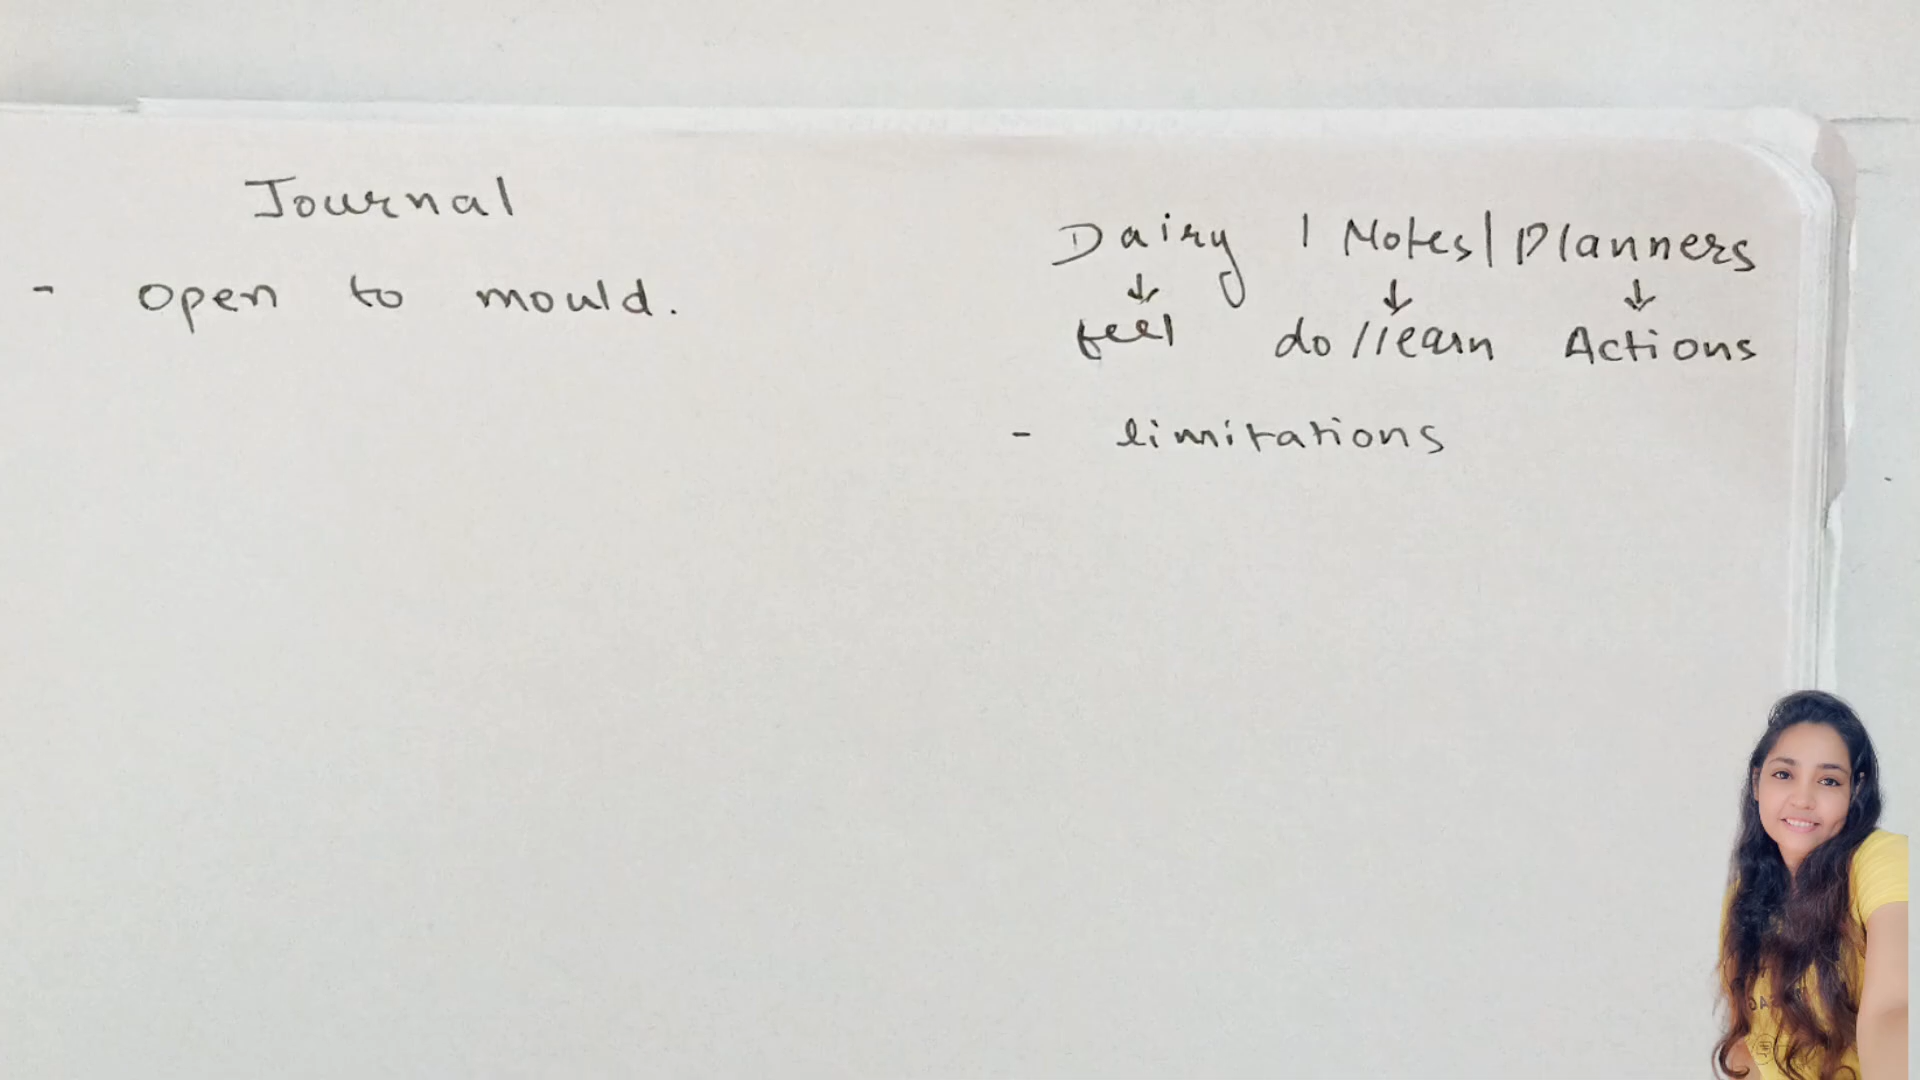 Journal
- open to mould.
Dairy | Notes | Planners
↓ ↓ ↓
feel do//learn Actions
- limitations